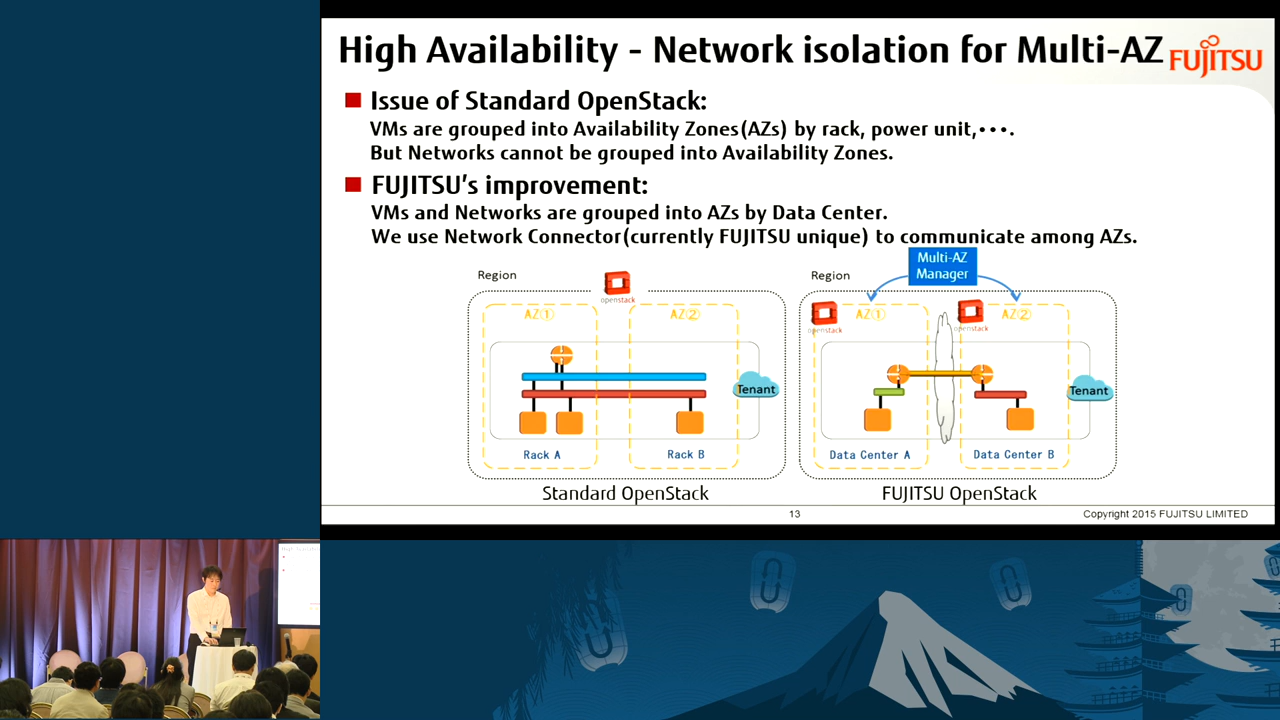 High Availability - Network isolation for Multi-AZ
FUJITSU
Issue of Standard OpenStack:
VMs are grouped into Availability Zones(AZs) by rack, power unit,・・・.
But Networks cannot be grouped into Availability Zones.
FUJITSU's improvement:
VMs and Networks are grouped into AZs by Data Center.
We use Network Connector(currently FUJITSU unique) to communicate among AZs.
Region
openstack
AZ①
AZ②
Tenant
Rack A
Rack B
Standard OpenStack
Region
Multi-AZ
Manager
openstack
AZ①
openstack
AZ②
Tenant
Data Center A
Data Center B
FUJITSU OpenStack
13
Copyright 2015 FUJITSU LIMITED